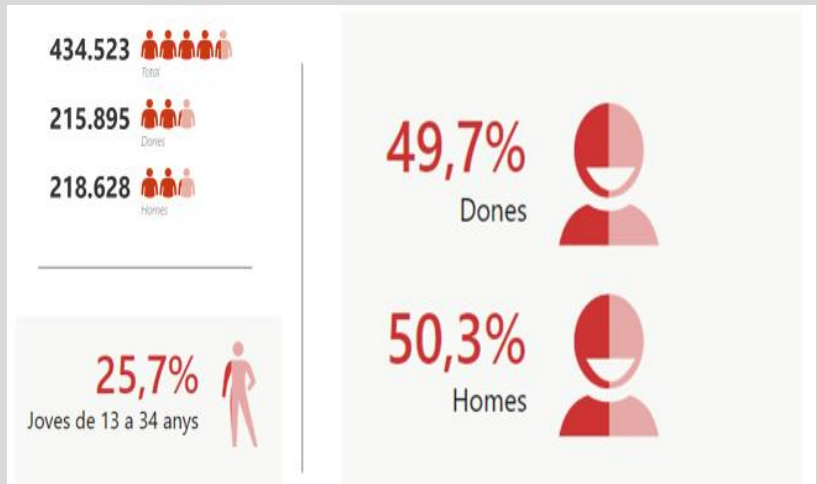 434.523
Total
215.895
Dones
218.628
Homes
25,7%
Joves de 13 a 34 anys
49,7%
Dones
50,3%
Homes